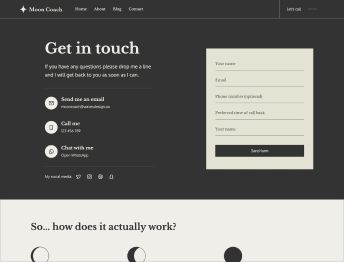 Moon Coach
Home About Blog Contact
Let's call
Get in touch
If you have any questions please drop me a line
and I will get back to you as soon as I can.
Send me an email
Call me
123 456 789
Chat with me
Open WhatsApp
My social media:
Your name
Email
Phone number (optional)
Preferred time of call back
Your name
Send here
So... how does it actually work?